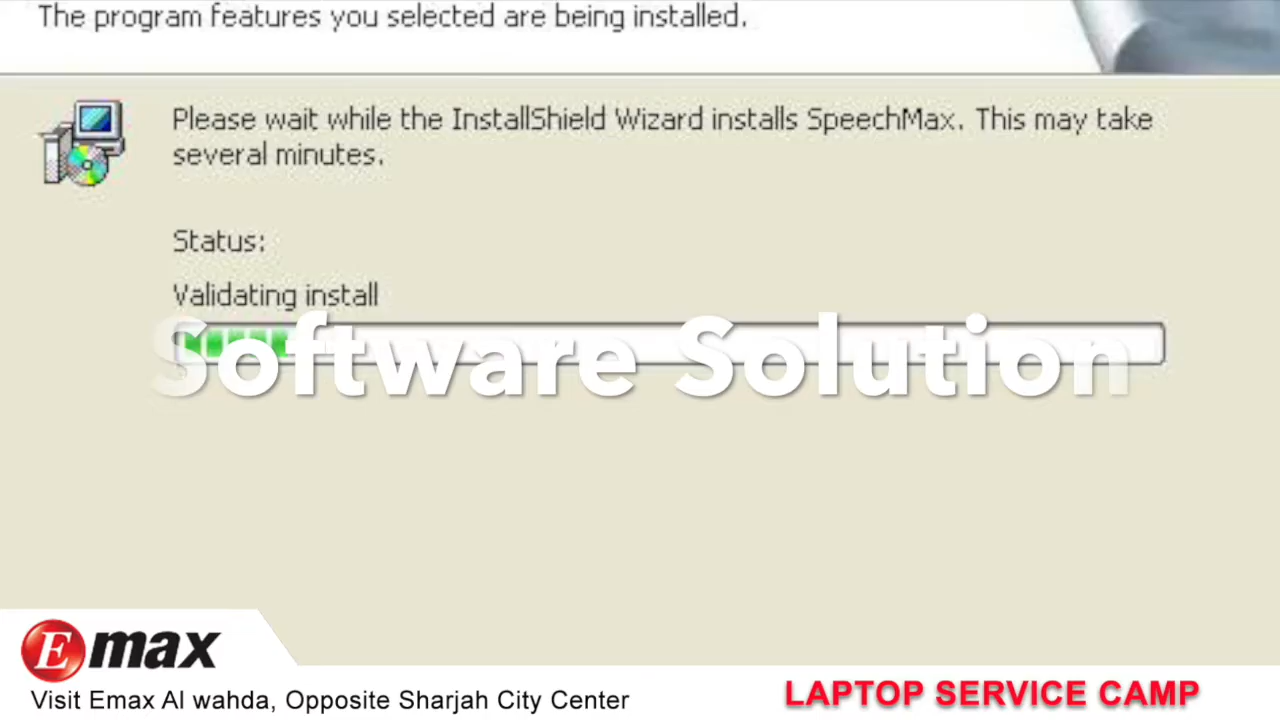 The program features you selected are being installed.
Please wait while the InstallShield Wizard installs SpeechMax. This may take
several minutes.
Status:
Validating install
Software Solution
Emax
Visit Emax Al wahda, Opposite Sharjah City Center
LAPTOP SERVICE CAMP